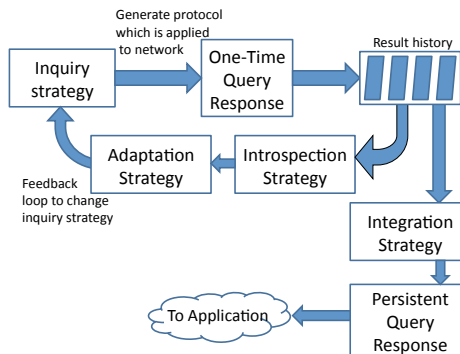 Generate protocol
which is applied
to network
Inquiry
strategy
One-Time
Query
Response
Result history
Adaptation
Strategy
Introspection
Strategy
Feedback
loop to change
inquiry strategy
Integration
Strategy
To Application
Persistent
Query
Response